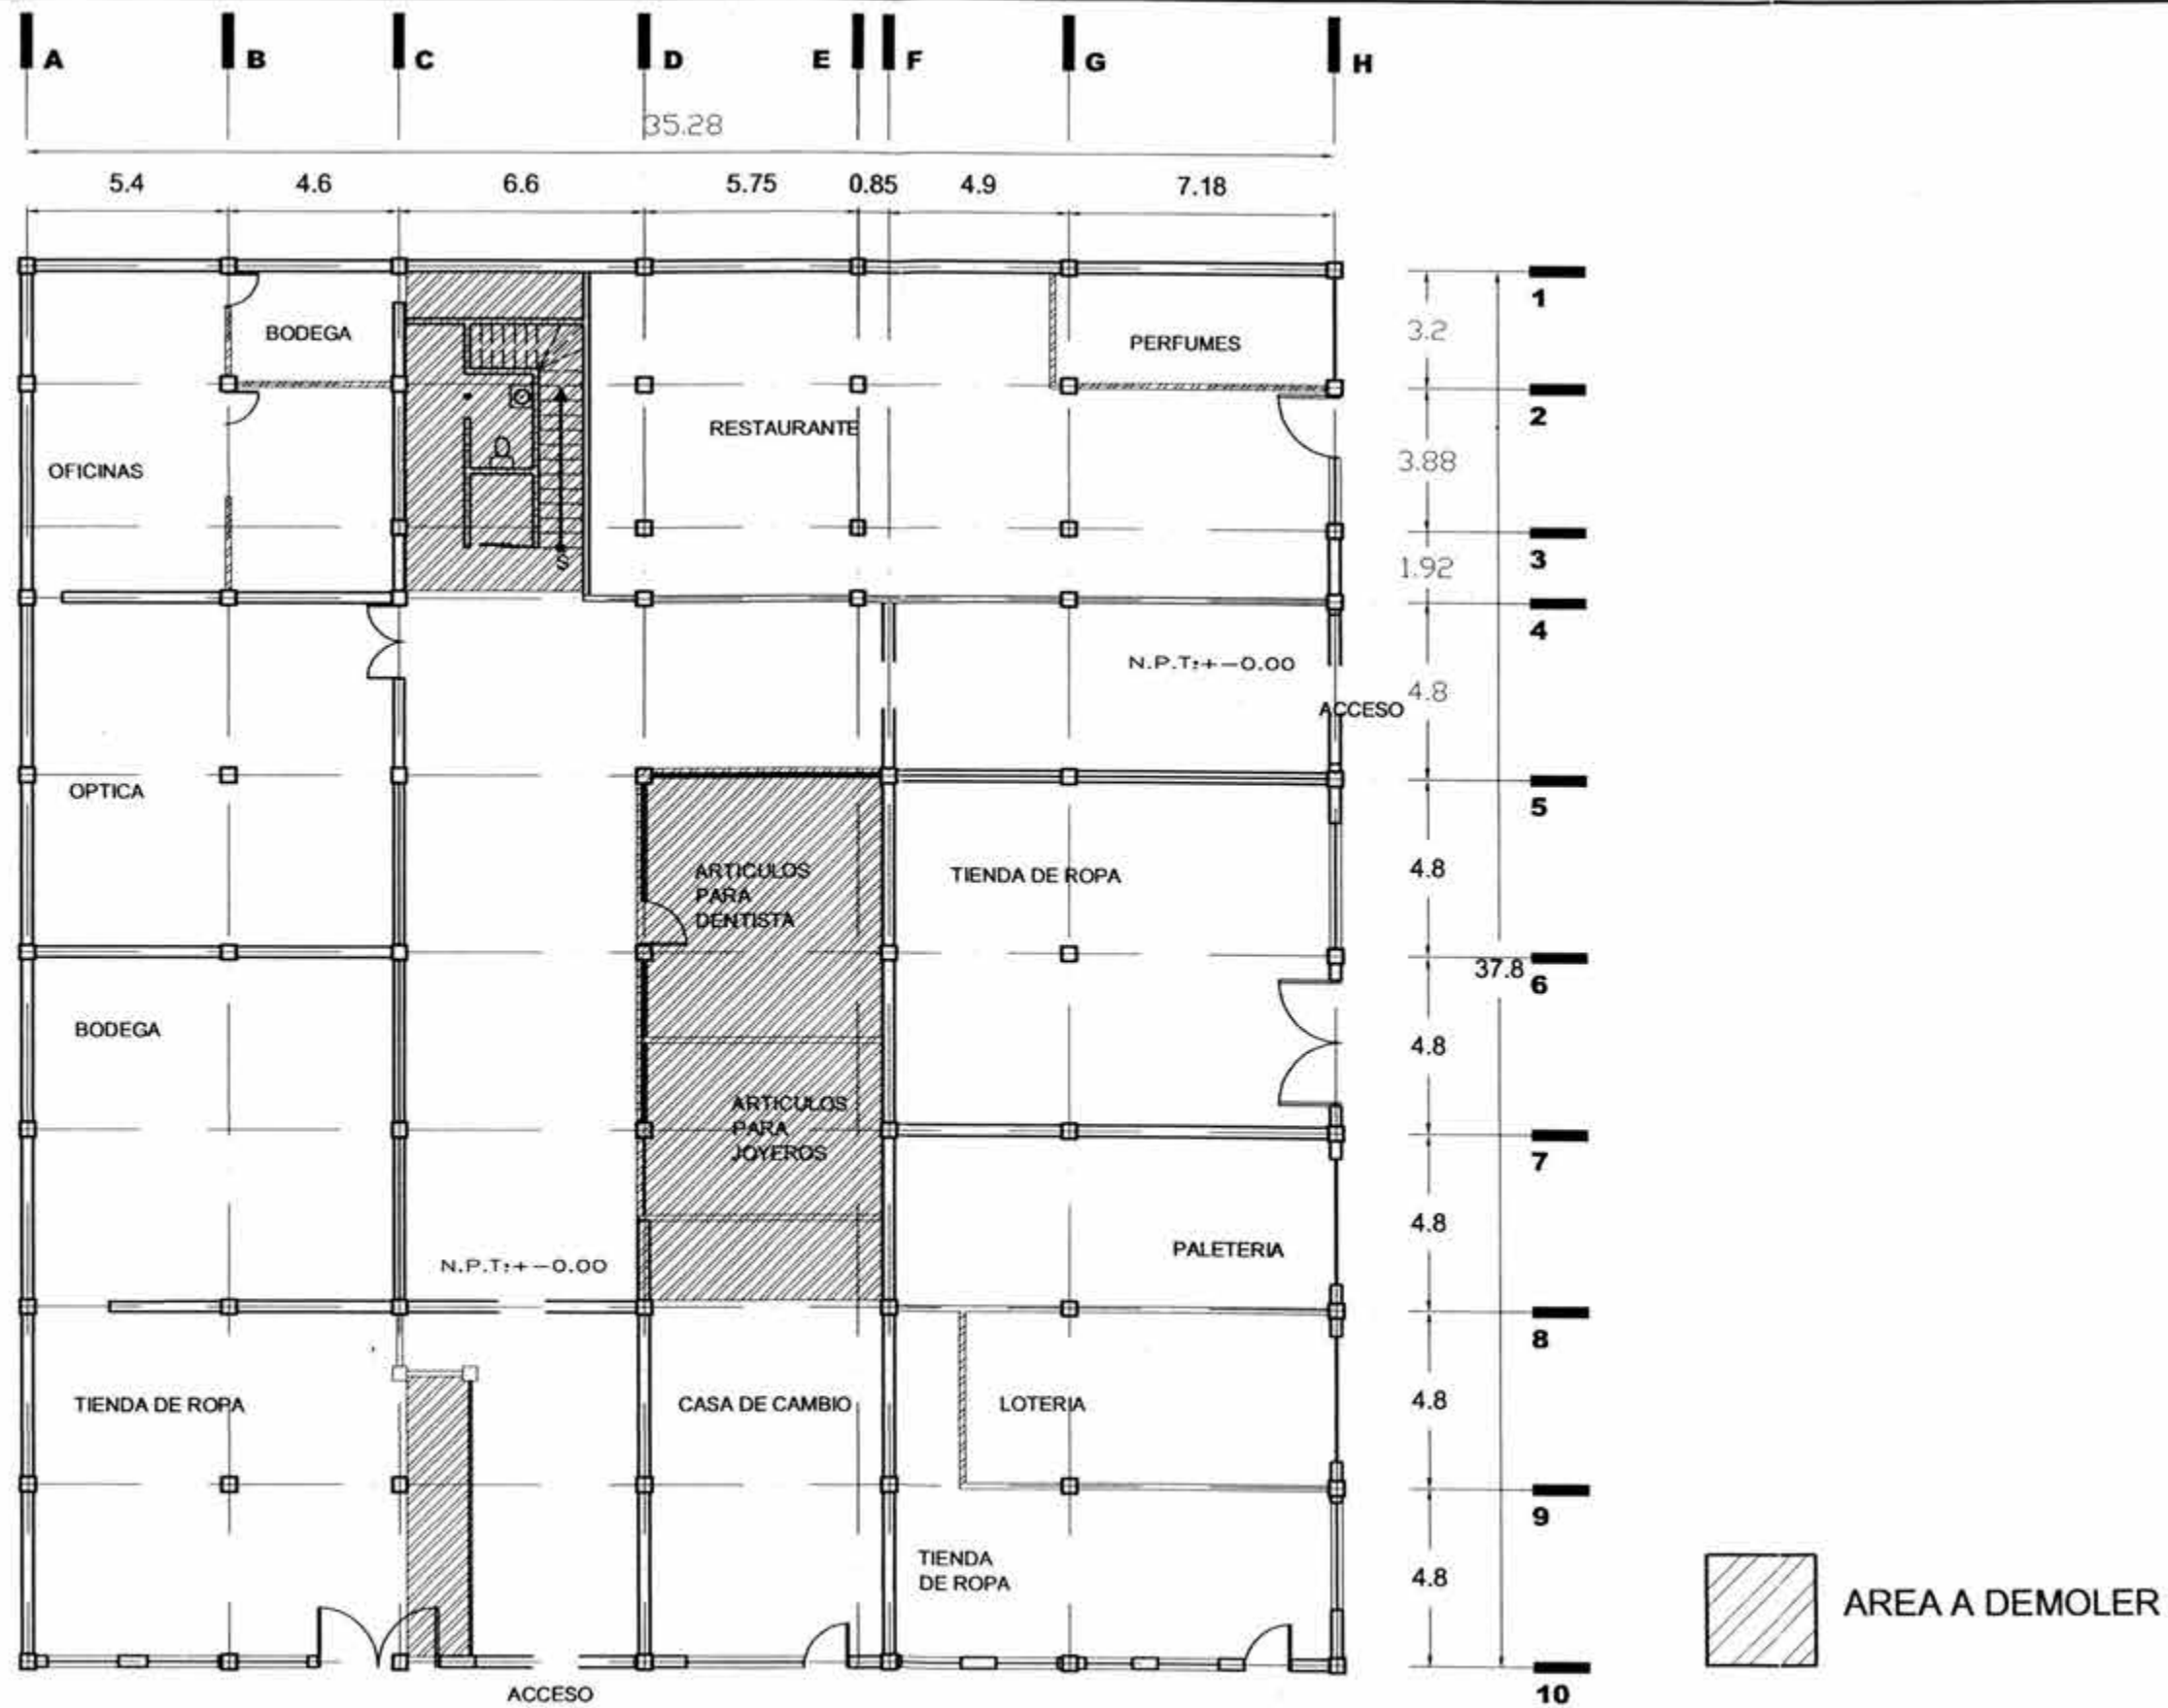 A B C D E F G H
35.28
5.4 4.6 6.6 5.75 0.85 4.9 7.18
1
BODEGA
3.2
PERFUMES
2
RESTAURANTE
3.88
OFICINAS
3
1.92
S
4
N.P.T:+-0.00
4.8
ACCESO
OPTICA
5
ARTICULOS
PARA
DENTISTA
TIENDA DE ROPA
4.8
37.8
6
BODEGA
4.8
ARTICULOS
PARA
JOYEROS
7
4.8
PALETERIA
N.P.T:+-0.00
8
TIENDA DE ROPA
CASA DE CAMBIO
LOTERIA
4.8
9
TIENDA
DE ROPA
4.8
AREA A DEMOLER
10
ACCESO